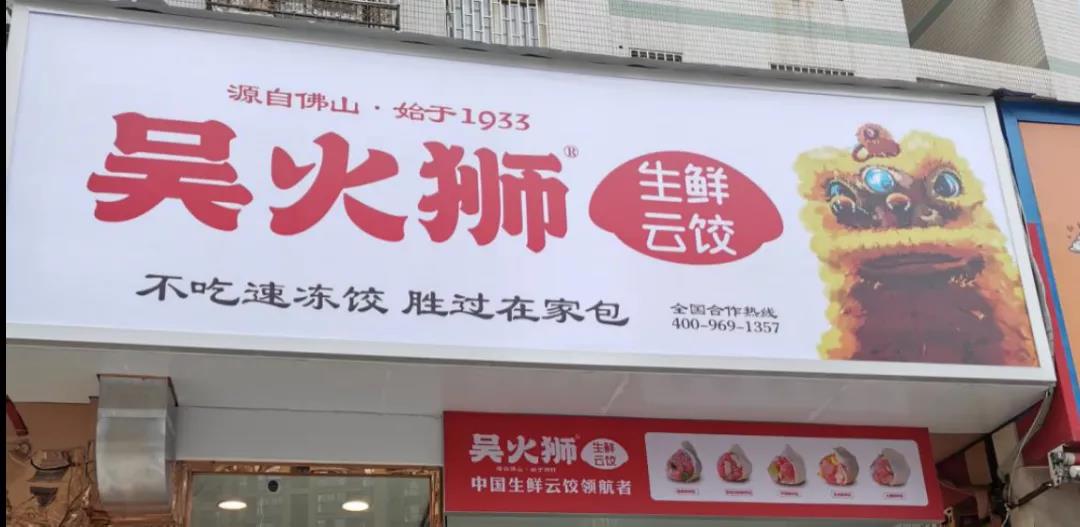 源自佛山·始于1933
吴火狮®
生鲜
云饺
不吃速冻饺 胜过在家包
全国合作热线
400-969-1357
吴火狮
生鲜
云饺
中国生鲜云饺领航者